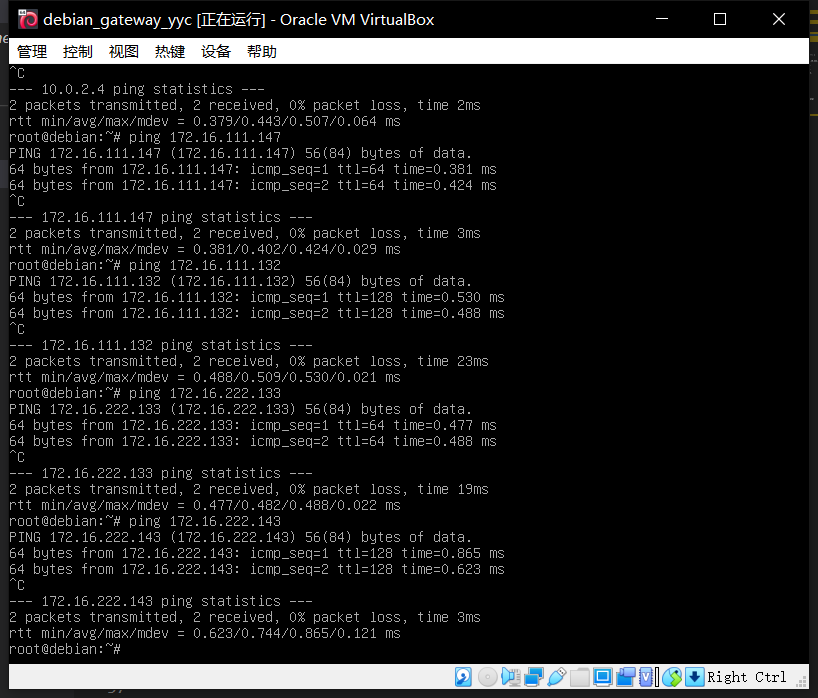 debian_gateway_yyc [正在运行] - Oracle VM VirtualBox
管理 控制 视图 热键 设备 帮助
^C
--- 10.0.2.4 ping statistics ---
2 packets transmitted, 2 received, 0% packet loss, time 2ms
rtt min/avg/max/mdev = 0.379/0.443/0.507/0.064 ms
root@debian:~# ping 172.16.111.147
PING 172.16.111.147 (172.16.111.147) 56(84) bytes of data.
64 bytes from 172.16.111.147: icmp_seq=1 ttl=64 time=0.381 ms
64 bytes from 172.16.111.147: icmp_seq=2 ttl=64 time=0.424 ms
^C
--- 172.16.111.147 ping statistics ---
2 packets transmitted, 2 received, 0% packet loss, time 3ms
rtt min/avg/max/mdev = 0.381/0.402/0.424/0.029 ms
root@debian:~# ping 172.16.111.132
PING 172.16.111.132 (172.16.111.132) 56(84) bytes of data.
64 bytes from 172.16.111.132: icmp_seq=1 ttl=128 time=0.530 ms
64 bytes from 172.16.111.132: icmp_seq=2 ttl=128 time=0.488 ms
^C
--- 172.16.111.132 ping statistics ---
2 packets transmitted, 2 received, 0% packet loss, time 23ms
rtt min/avg/max/mdev = 0.488/0.509/0.530/0.021 ms
root@debian:~# ping 172.16.222.133
PING 172.16.222.133 (172.16.222.133) 56(84) bytes of data.
64 bytes from 172.16.222.133: icmp_seq=1 ttl=64 time=0.477 ms
64 bytes from 172.16.222.133: icmp_seq=2 ttl=64 time=0.488 ms
^C
--- 172.16.222.133 ping statistics ---
2 packets transmitted, 2 received, 0% packet loss, time 19ms
rtt min/avg/max/mdev = 0.477/0.482/0.488/0.022 ms
root@debian:~# ping 172.16.222.143
PING 172.16.222.143 (172.16.222.143) 56(84) bytes of data.
64 bytes from 172.16.222.143: icmp_seq=1 ttl=128 time=0.865 ms
64 bytes from 172.16.222.143: icmp_seq=2 ttl=128 time=0.623 ms
^C
--- 172.16.222.143 ping statistics ---
2 packets transmitted, 2 received, 0% packet loss, time 3ms
rtt min/avg/max/mdev = 0.623/0.744/0.865/0.121 ms
root@debian:~#
Right Ctrl